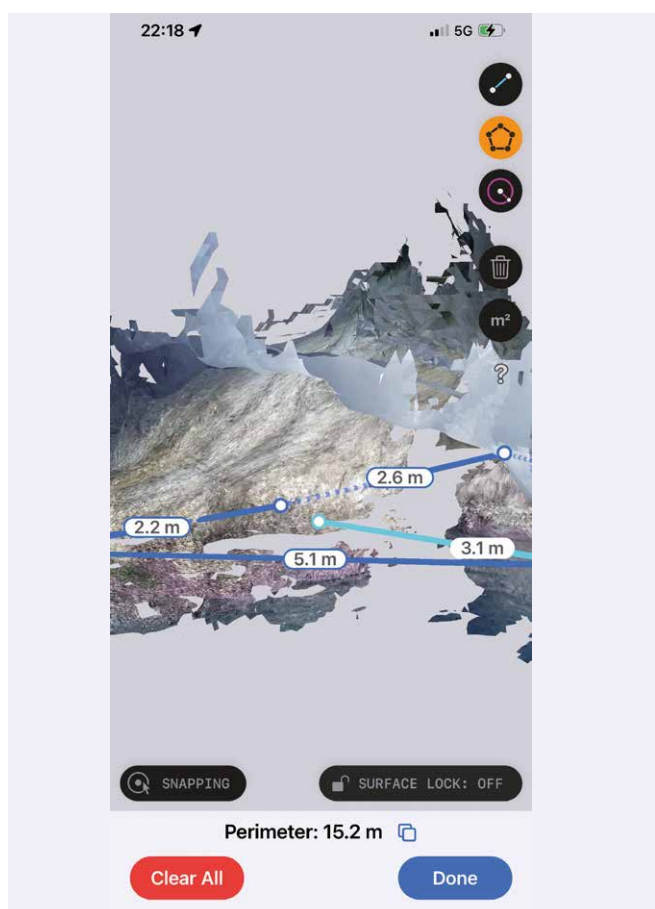 22:18
5G
m²
?
2.6 m
2.2 m
3.1 m
5.1 m
SNAPPING
SURFACE LOCK: OFF
Perimeter: 15.2 m
Clear All
Done